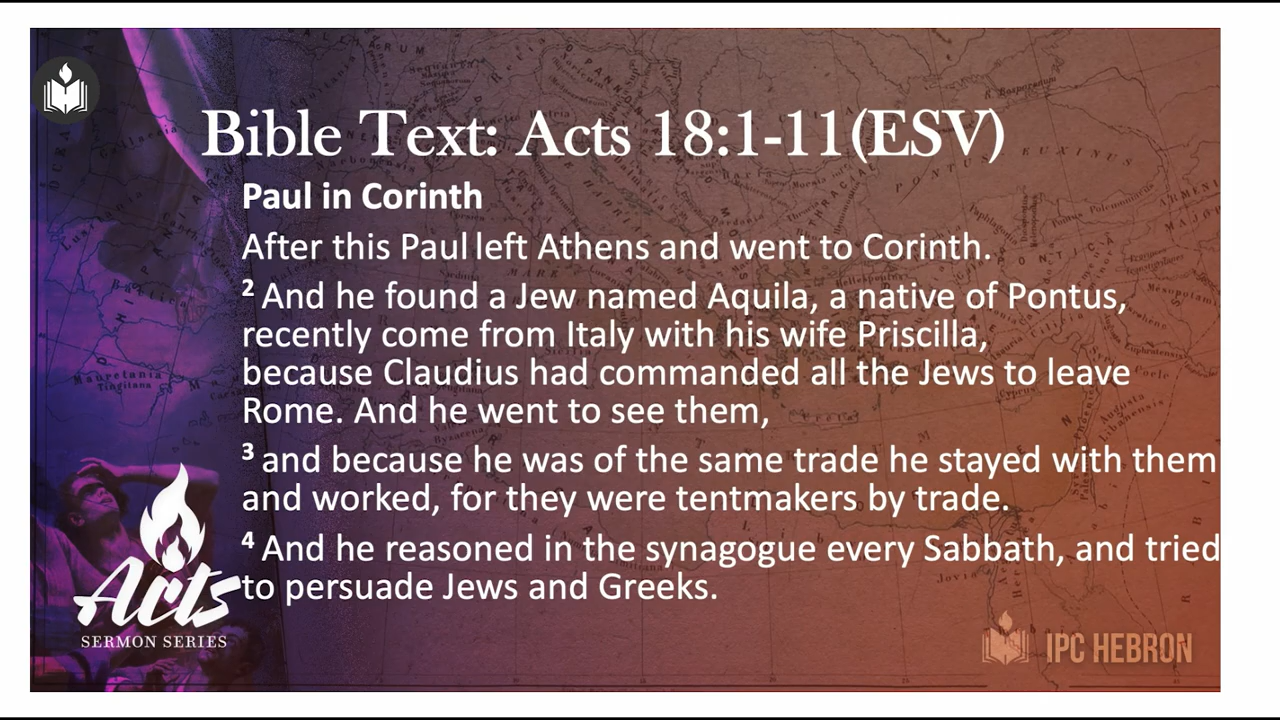 Bible Text: Acts 18:1-11(ESV)
Paul in Corinth
After this Paul left Athens and went to Corinth.
2 And he found a Jew named Aquila, a native of Pontus,
recently come from Italy with his wife Priscilla,
because Claudius had commanded all the Jews to leave
Rome. And he went to see them,
3 and because he was of the same trade he stayed with them
and worked, for they were tentmakers by trade.
4 And he reasoned in the synagogue every Sabbath, and tried
to persuade Jews and Greeks.
Acts
SERMON SERIES
IPC HEBRON